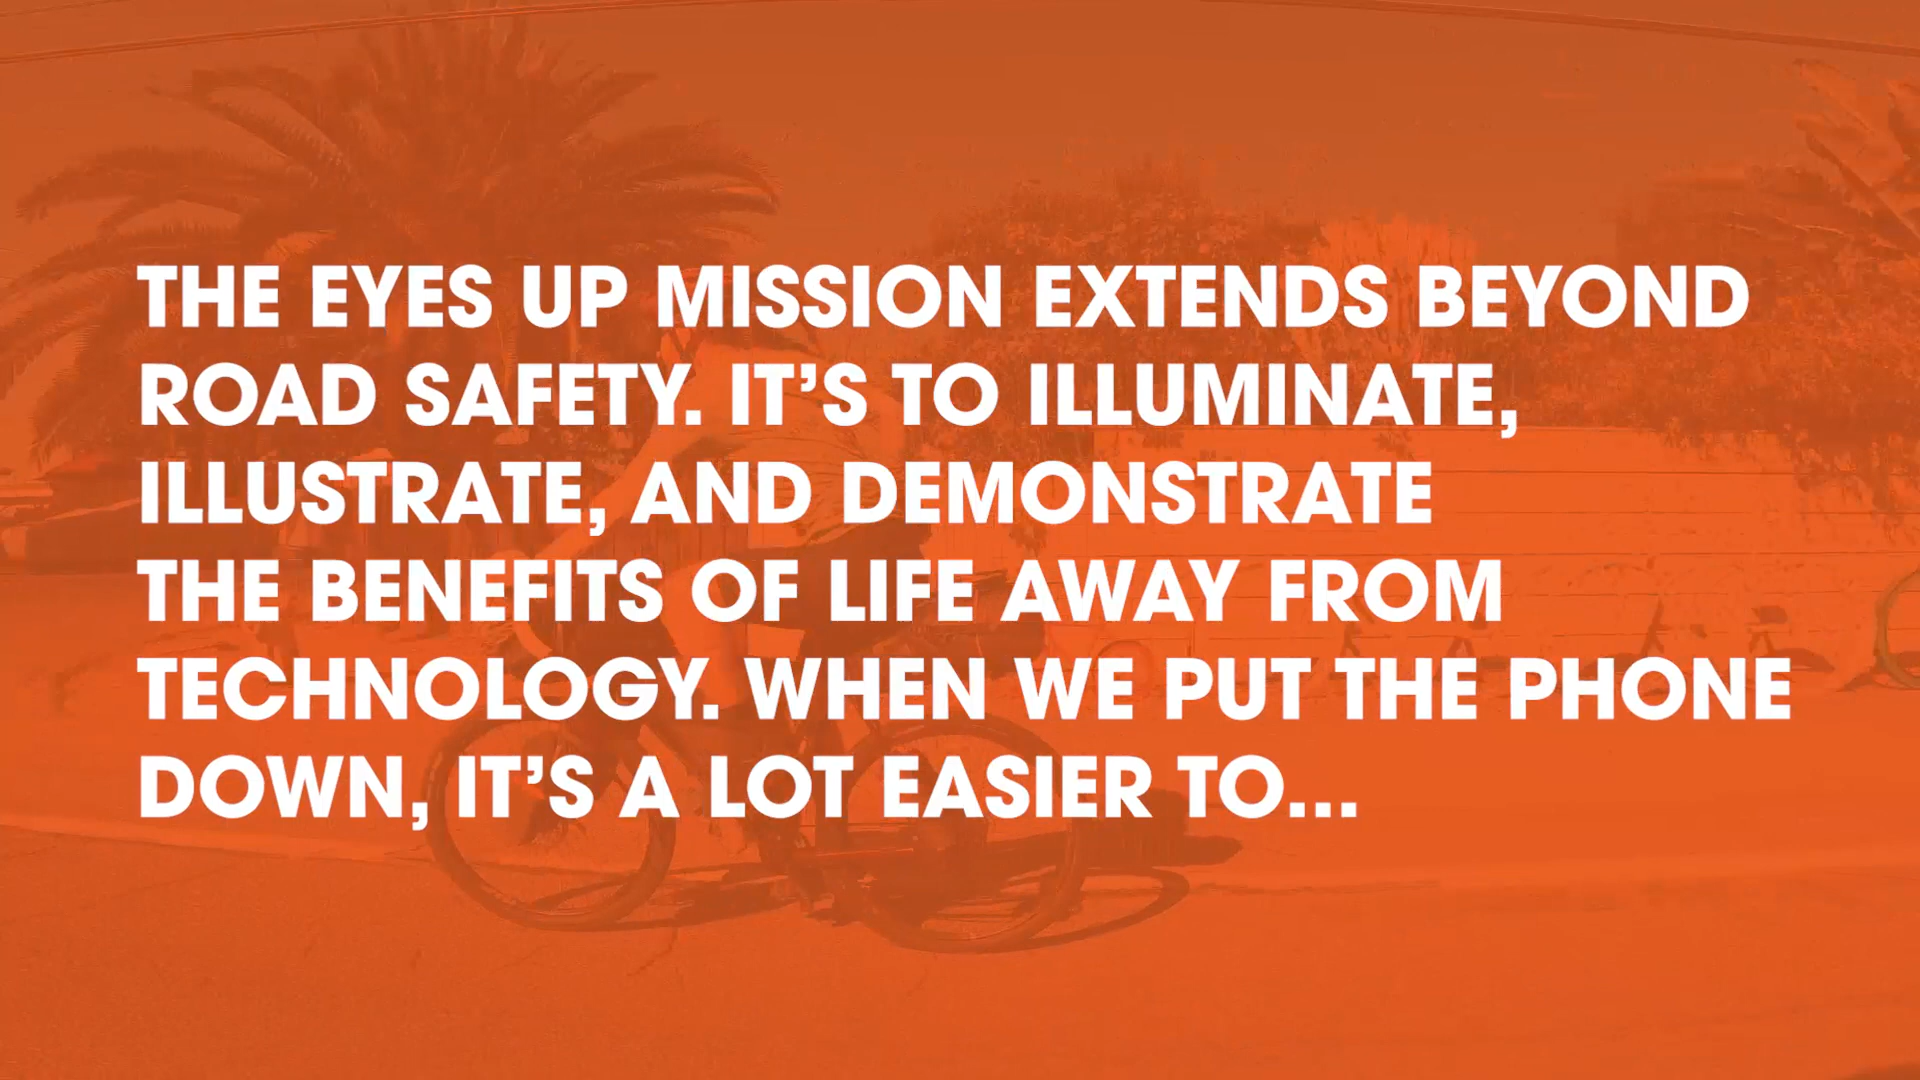 THE EYES UP MISSION EXTENDS BEYOND
ROAD SAFETY. IT’S TO ILLUMINATE,
ILLUSTRATE, AND DEMONSTRATE
THE BENEFITS OF LIFE AWAY FROM
TECHNOLOGY. WHEN WE PUT THE PHONE
DOWN, IT’S A LOT EASIER TO...